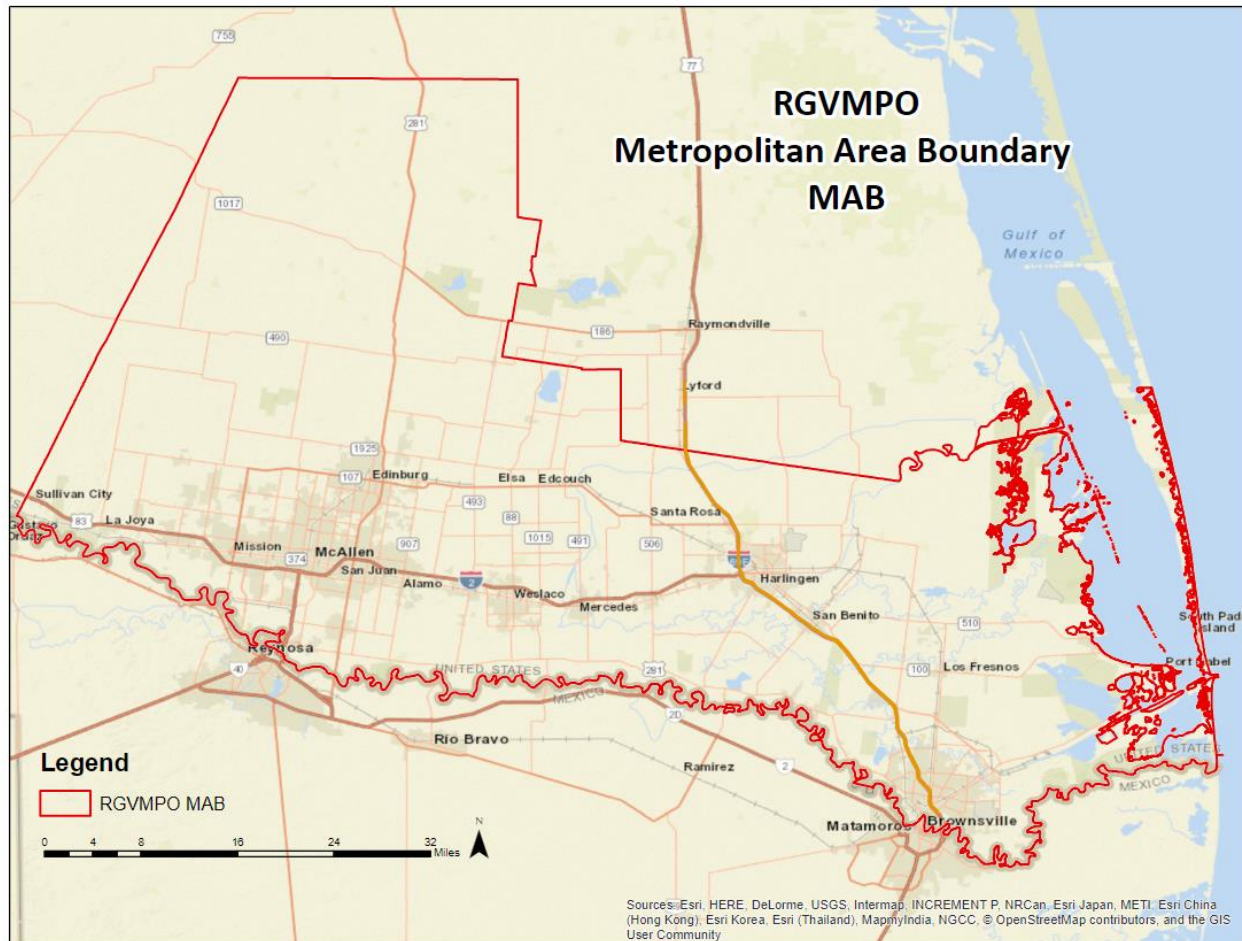 755
77
RGVMPO
Metropolitan Area Boundary
MAB
281
1017
Gulf of
Mexico
186
Raymondville
490
Lyford
1925
107
Edinburg
Elsa
Edcouch
Sullivan City
493
Santa Rosa
88
83
La Joya
1015
491
506
907
Mission
McAllen
374
San Juan
Alamo
2
Harlingen
Weslaco
Mercedes
San Benito
510
South Pad
Island
Reynosa
UNITED STATES
281
100
Los Fresnos
Port
40
MEXICO
2D
Río Bravo
UNITED STATES
Legend
Ramirez
2
MEXICO
RGVMPO MAB
Matamoros
Brownsville
0 4 8 16 24 32
Miles
N
Sources: Esri, HERE, DeLorme, USGS, Intermap, INCREMENT P, NRCan, Esri Japan, METI, Esri China
(Hong Kong), Esri Korea, Esri (Thailand), MapmyIndia, NGCC, © OpenStreetMap contributors, and the GIS
User Community